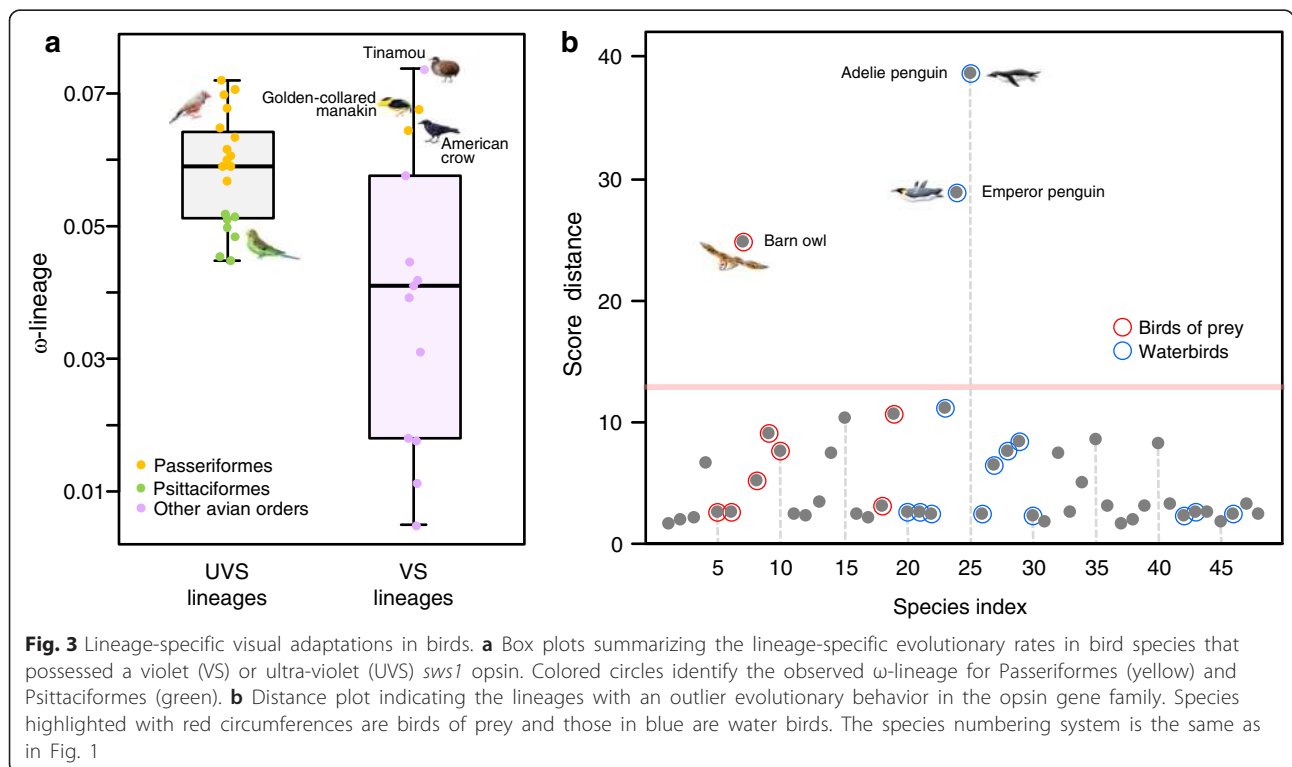 a
ω-lineage
0.07
0.05
0.03
0.01
Tinamou
Golden-collared
manakin
American
crow
Passeriformes
Psittaciformes
Other avian orders
UVS
lineages
VS
lineages
b
Score distance
40
30
20
10
0
Adelie penguin
Emperor penguin
Barn owl
Birds of prey
Waterbirds
5 10 15 20 25 30 35 40 45
Species index
Fig. 3 Lineage-specific visual adaptations in birds. a Box plots summarizing the lineage-specific evolutionary rates in bird species that
possessed a violet (VS) or ultra-violet (UVS) sws1 opsin. Colored circles identify the observed ω-lineage for Passeriformes (yellow) and
Psittaciformes (green). b Distance plot indicating the lineages with an outlier evolutionary behavior in the opsin gene family. Species
highlighted with red circumferences are birds of prey and those in blue are water birds. The species numbering system is the same as
in Fig. 1